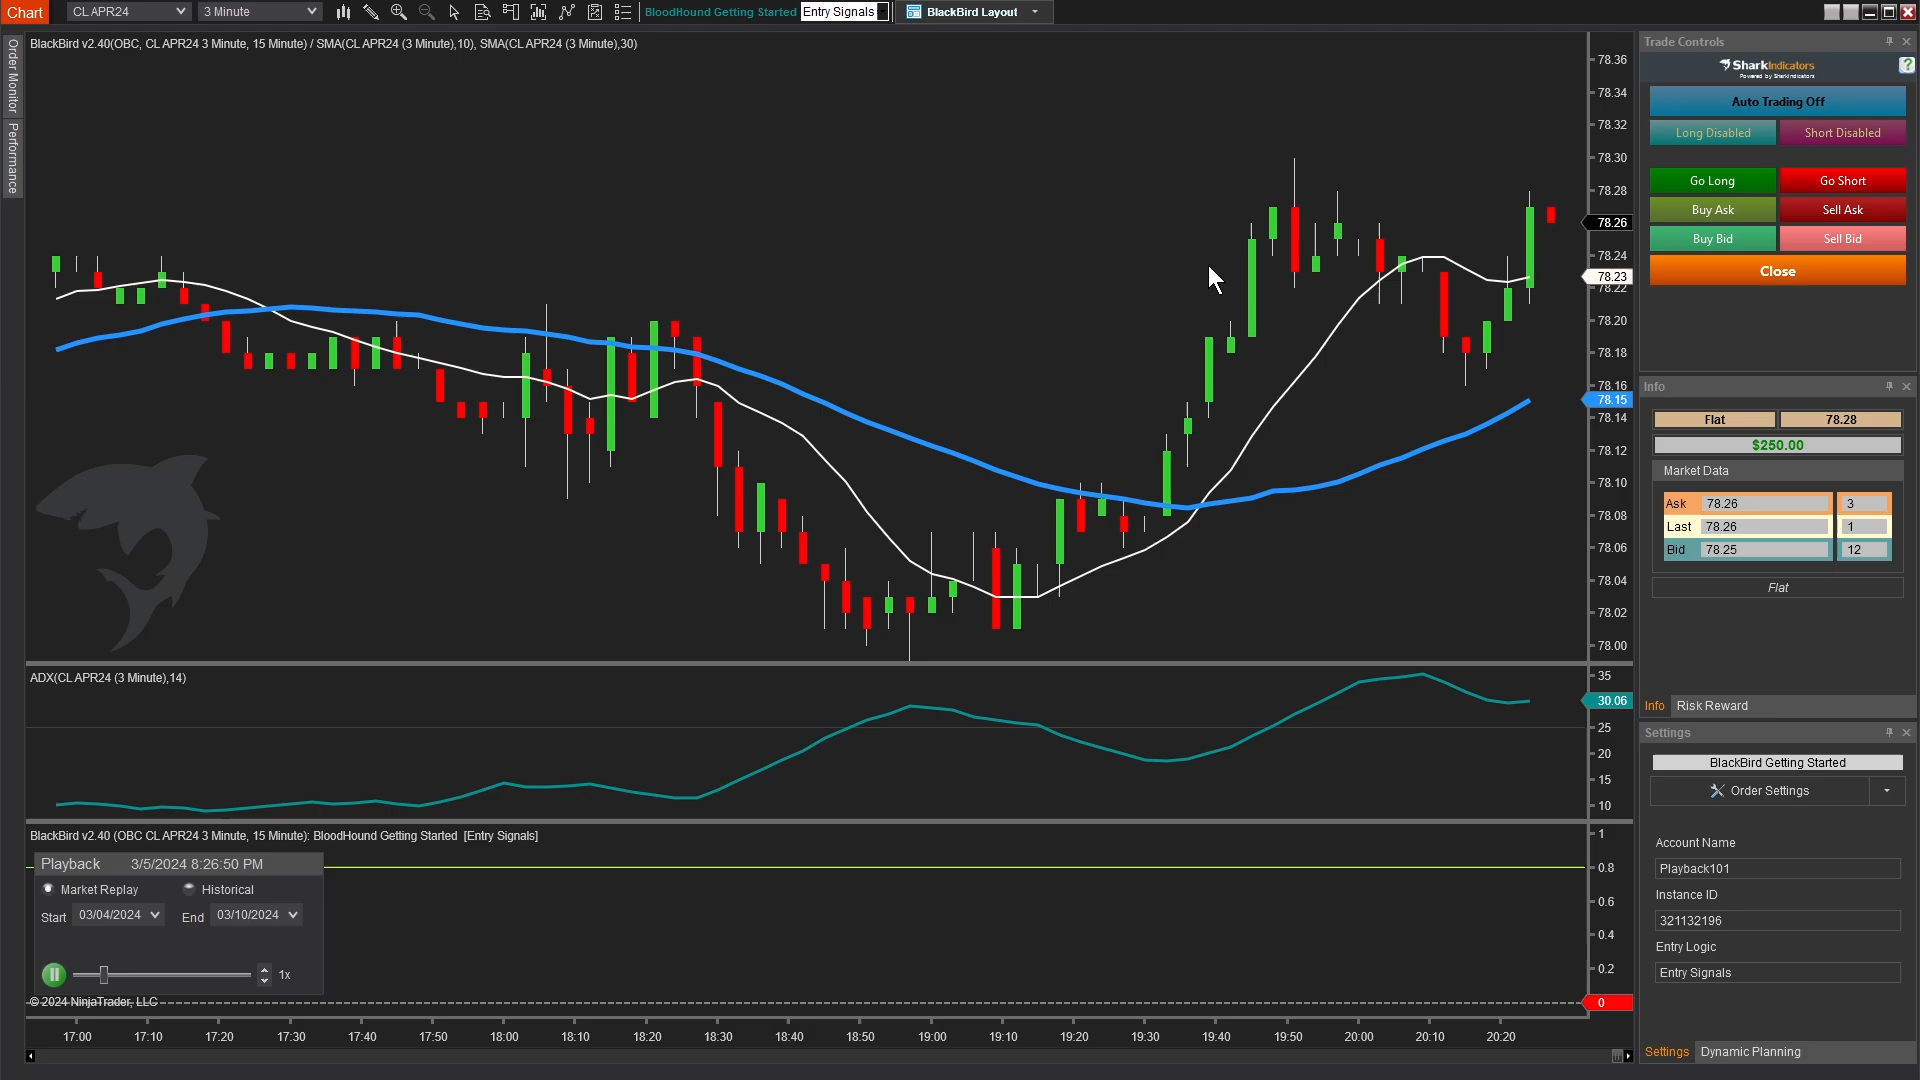 Chart
CL APR24
3 Minute
BloodHound Getting Started
Entry Signals
BlackBird Layout
Order Monitor
Performance
BlackBird v2.40(OBC, CL APR24 3 Minute, 15 Minute) / SMA(CL APR24 (3 Minute),10), SMA(CL APR24 (3 Minute),30)
78.36
78.34
78.32
78.30
78.28
78.26
78.24
78.23
78.22
78.20
78.18
78.16
78.15
78.14
78.12
78.10
78.08
78.06
78.04
78.02
78.00
ADX(CL APR24 (3 Minute),14)
35
30.06
25
20
15
10
BlackBird v2.40 (OBC CL APR24 3 Minute, 15 Minute): BloodHound Getting Started [Entry Signals]
1
0.8
0.6
0.4
0.2
0
Playback 3/5/2024 8:26:50 PM
Market Replay Historical
Start 03/04/2024 End 03/10/2024
1x
© 2024 NinjaTrader, LLC
17:00 17:10 17:20 17:30 17:40 17:50 18:00 18:10 18:20 18:30 18:40 18:50 19:00 19:10 19:20 19:30 19:40 19:50 20:00 20:10 20:20
Trade Controls
SharkIndicators
Powered by SharkIndicators
?
Auto Trading Off
Long Disabled Short Disabled
Go Long Go Short
Buy Ask Sell Ask
Buy Bid Sell Bid
Close
Info
Flat 78.28
$250.00
Market Data
Ask 78.26 3
Last 78.26 1
Bid 78.25 12
Flat
Info Risk Reward
Settings
BlackBird Getting Started
Order Settings
Account Name
Playback101
Instance ID
321132196
Entry Logic
Entry Signals
Settings Dynamic Planning